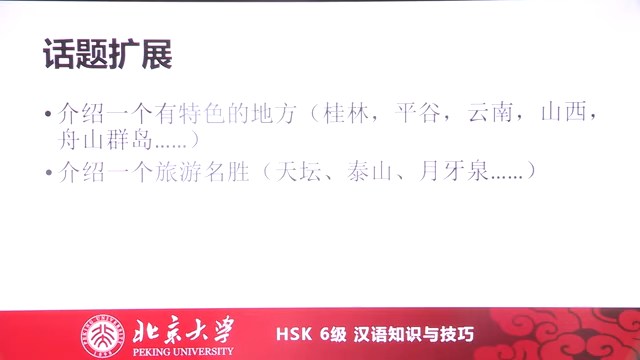 话题扩展
•介绍一个有特色的地方（桂林，平谷，云南，山西，
舟山群岛……）
•介绍一个旅游名胜（天坛、泰山、月牙泉……）
北京大学
PEKING UNIVERSITY
HSK 6级 汉语知识与技巧